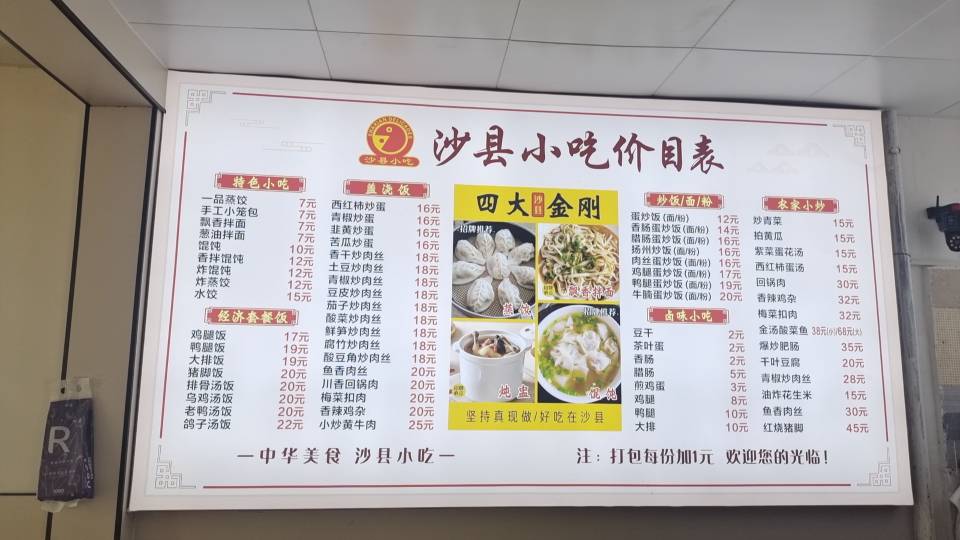 SHAXIAN DELICACIES
沙县小吃
沙县小吃价目表
特色小吃
一品蒸饺 7元
手工小笼包 7元
飘香拌面 7元
葱油拌面 7元
馄饨 10元
香拌馄饨 12元
炸馄饨 12元
炸蒸饺 12元
水饺 15元
经济套餐饭
鸡腿饭 17元
鸭腿饭 19元
大排饭 19元
猪脚饭 20元
排骨汤饭 20元
乌鸡汤饭 20元
老鸭汤饭 20元
鸽子汤饭 22元
盖浇饭
西红柿炒蛋 16元
青椒炒蛋 16元
韭黄炒蛋 16元
苦瓜炒蛋 16元
香干炒肉丝 18元
土豆炒肉丝 18元
青椒炒肉丝 18元
豆皮炒肉丝 18元
茄子炒肉丝 18元
酸菜炒肉丝 18元
鲜笋炒肉丝 18元
腐竹炒肉丝 18元
酸豆角炒肉丝 18元
鱼香肉丝 20元
川香回锅肉 20元
梅菜扣肉 20元
香辣鸡杂 20元
小炒黄牛肉 25元
四大沙县金刚
招牌推荐
蒸饺
飘香拌面
炖盅
招牌推荐
馄饨
坚持真现做/好吃在沙县
炒饭/面/粉
蛋炒饭(面/粉) 12元
香肠蛋炒饭(面/粉) 14元
腊肠蛋炒饭(面/粉) 16元
扬州炒饭(面/粉) 16元
肉丝蛋炒饭(面/粉) 16元
鸡腿蛋炒饭(面/粉) 17元
鸭腿蛋炒饭(面/粉) 19元
牛腩蛋炒饭(面/粉) 20元
卤味小吃
豆干 2元
茶叶蛋 2元
香肠 2元
腊肠 5元
煎鸡蛋 3元
鸡腿 8元
鸭腿 10元
大排 10元
农家小炒
炒青菜 15元
拍黄瓜 15元
紫菜蛋花汤 15元
西红柿蛋汤 15元
回锅肉 30元
香辣鸡杂 32元
梅菜扣肉 32元
金汤酸菜鱼 38元(小)/68元(大)
爆炒肥肠 35元
干叶豆腐 20元
青椒炒肉丝 28元
油炸花生米 15元
鱼香肉丝 30元
红烧猪脚 45元
一中华美食 沙县小吃一
注：打包每份加1元 欢迎您的光临！
R